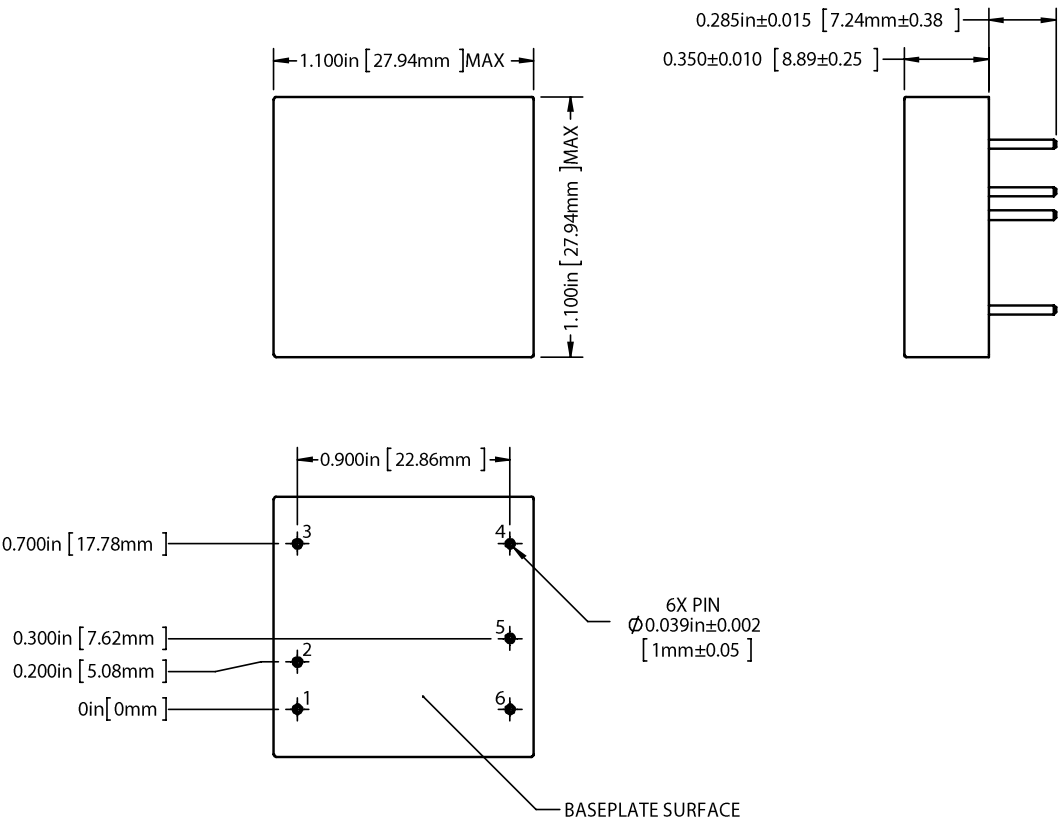 0.285in±0.015 [7.24mm±0.38 ]
1.100in [27.94mm ]MAX
0.350±0.010 [8.89±0.25 ]
1.100in [27.94mm ]MAX
0.900in [22.86mm ]
3
4
0.700in [17.78mm ]
6X PIN
Ø0.039in±0.002
[1mm±0.05 ]
5
0.300in [7.62mm ]
2
0.200in [5.08mm ]
1
6
0in[0mm ]
BASEPLATE SURFACE